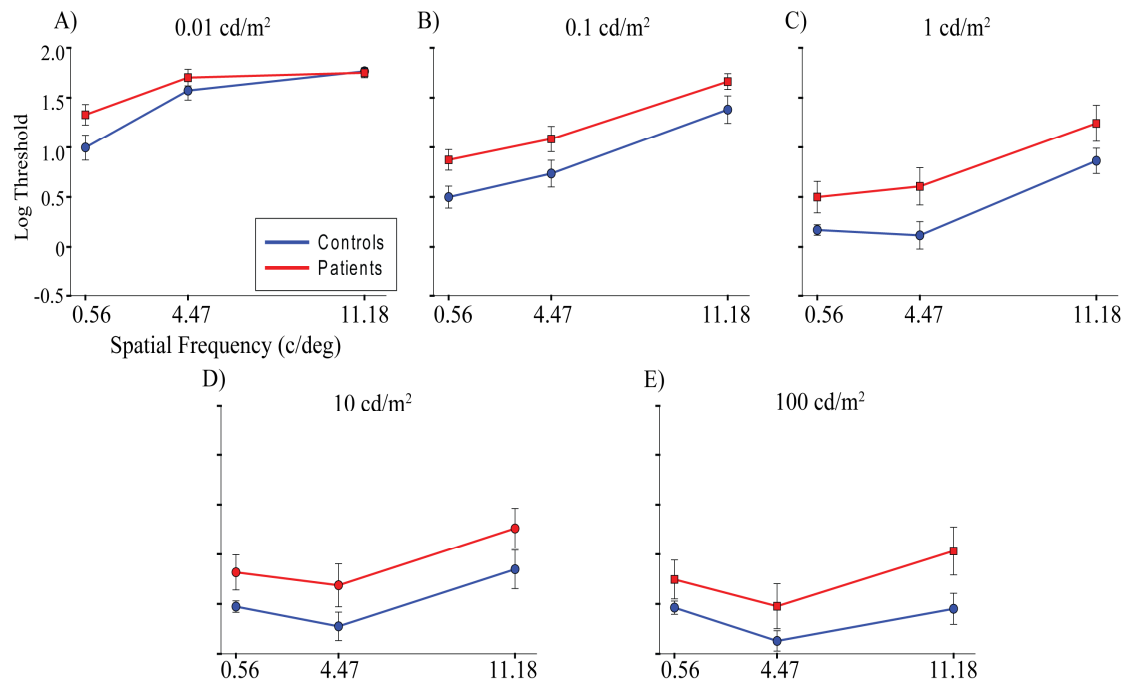 A)
0.01 cd/m²
B)
0.1 cd/m²
C)
1 cd/m²
2.0
1.5
1.0
0.5
0
-0.5
Log Threshold
Controls
Patients
0.56 4.47 11.18
0.56 4.47 11.18
0.56 4.47 11.18
Spatial Frequency (c/deg)
D)
10 cd/m²
E)
100 cd/m²
0.56 4.47 11.18
0.56 4.47 11.18